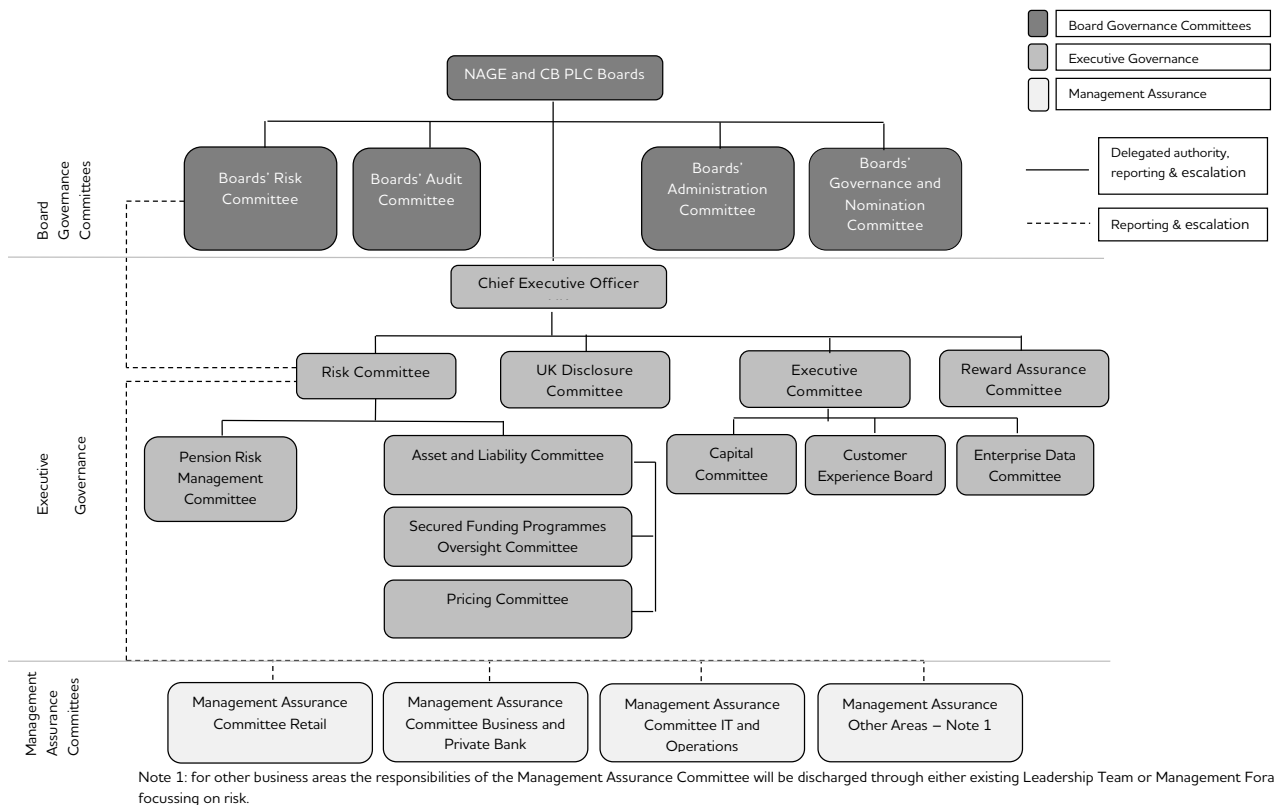 Board Governance Committees
Executive Governance
Management Assurance
Delegated authority,
reporting & escalation
Reporting & escalation
NAGE and CB PLC Boards
Board
Governance
Committees
Boards' Risk
Committee
Boards' Audit
Committee
Boards'
Administration
Committee
Boards'
Governance and
Nomination
Committee
Chief Executive Officer
Executive
Governance
Risk Committee
UK Disclosure
Committee
Executive
Committee
Reward Assurance
Committee
Pension Risk
Management
Committee
Asset and Liability Committee
Secured Funding Programmes
Oversight Committee
Pricing Committee
Capital
Committee
Customer
Experience Board
Enterprise Data
Committee
Management
Assurance
Committees
Management Assurance
Committee Retail
Management Assurance
Committee Business and
Private Bank
Management Assurance
Committee IT and
Operations
Management Assurance
Other Areas – Note 1
Note 1: for other business areas the responsibilities of the Management Assurance Committee will be discharged through either existing Leadership Team or Management Fora
focussing on risk.